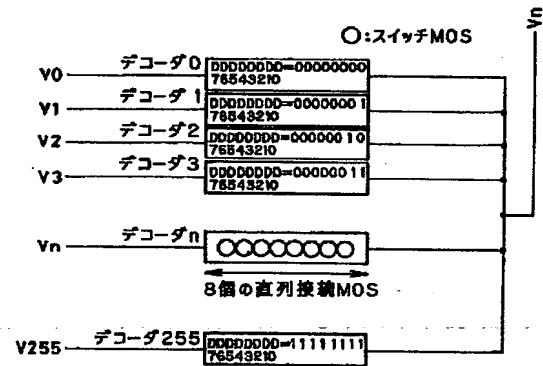 Vn
○:スイッチMOS
デコーダ0
V0
DDDDDDDD=00000000
76543210
デコーダ1
V1
DDDDDDDD=00000001
76543210
デコーダ2
V2
DDDDDDDD=00000010
76543210
デコーダ3
V3
DDDDDDDD=00000011
76543210
デコーダn
Vn
○○○○○○○○
8個の直列接続MOS
デコーダ255
V255
DDDDDDDD=11111111
76543210